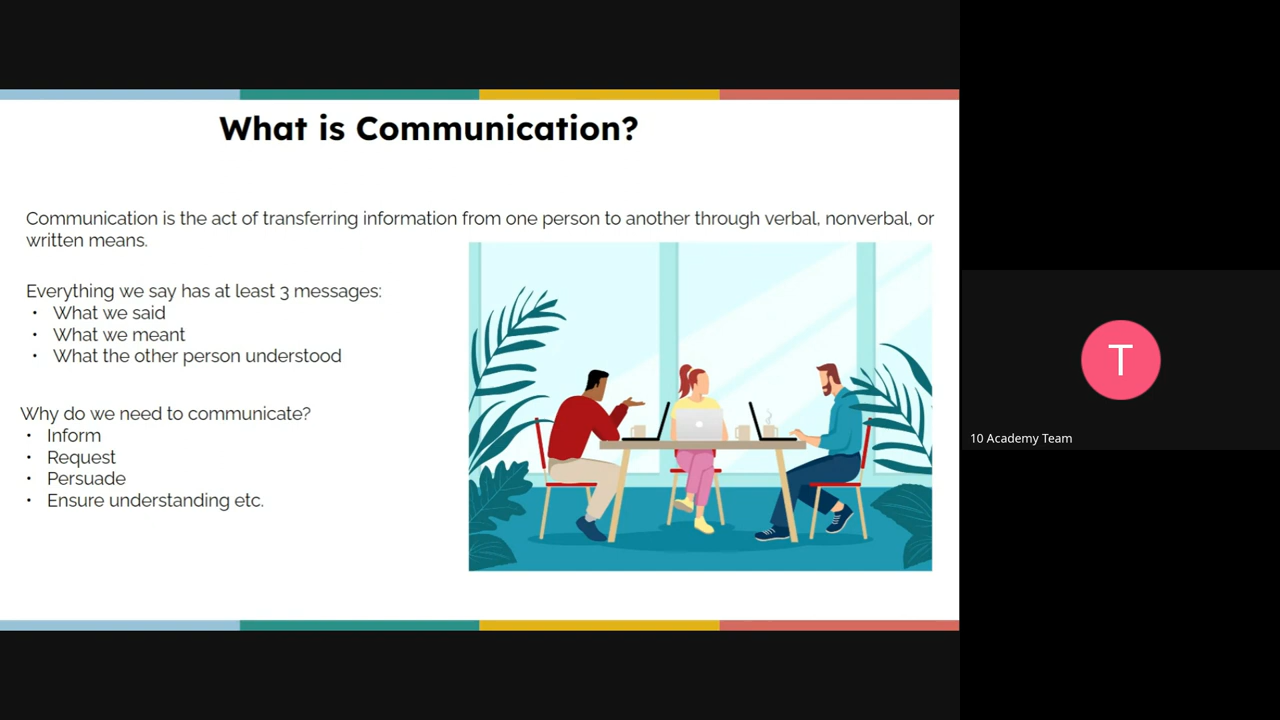 What is Communication?
Communication is the act of transferring information from one person to another through verbal, nonverbal, or
written means.
Everything we say has at least 3 messages:
• What we said
• What we meant
• What the other person understood
Why do we need to communicate?
• Inform
• Request
• Persuade
• Ensure understanding etc.
T
10 Academy Team